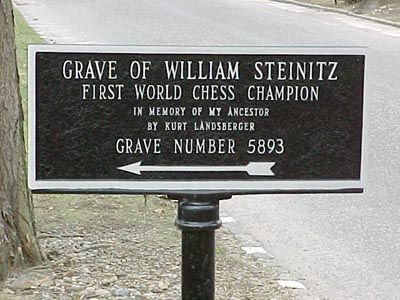 GRAVE OF WILLIAM STEINITZ
FIRST WORLD CHESS CHAMPION
IN MEMORY OF MY ANCESTOR
BY KURT LANDSBERGER
GRAVE NUMBER 5893